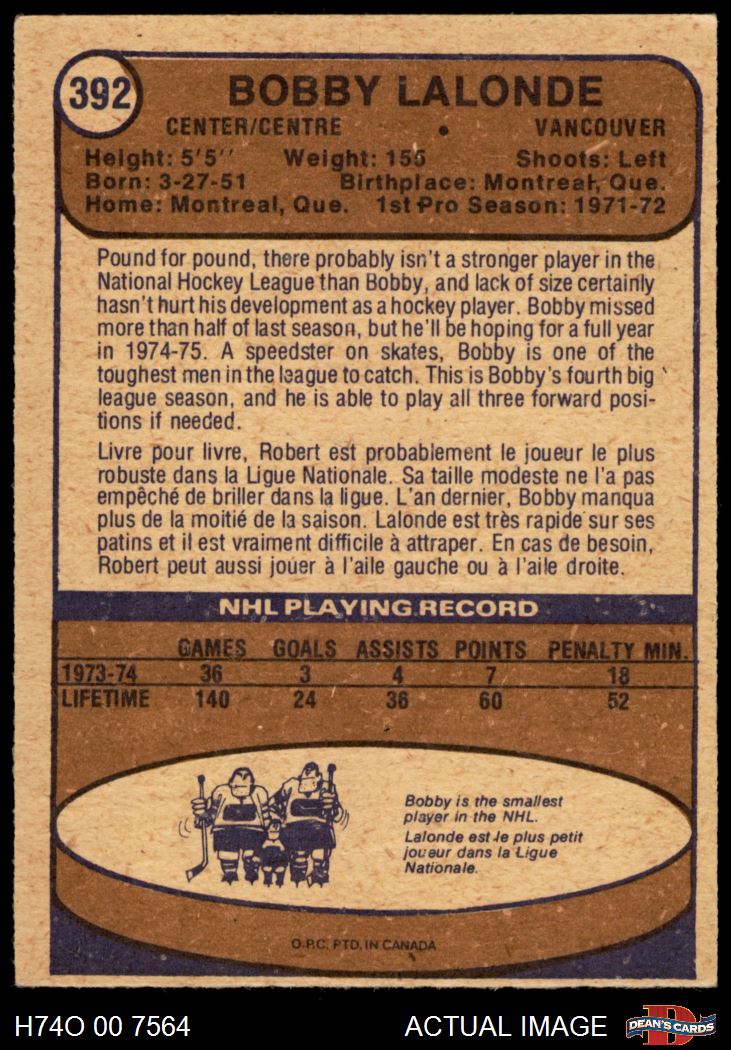 392
BOBBY LALONDE
CENTER/CENTRE • VANCOUVER
Height: 5'5'' Weight: 155 Shoots: Left
Born: 3-27-51 Birthplace: Montreal, Que.
Home: Montreal, Que. 1st Pro Season: 1971-72
Pound for pound, there probably isn't a stronger player in the
National Hockey League than Bobby, and lack of size certainly
hasn't hurt his development as a hockey player. Bobby missed
more than half of last season, but he'll be hoping for a full year
in 1974-75. A speedster on skates, Bobby is one of the
toughest men in the league to catch. This is Bobby's fourth big
league season, and he is able to play all three forward posi-
tions if needed.
Livre pour livre, Robert est probablement le joueur le plus
robuste dans la Ligue Nationale. Sa taille modeste ne l'a pas
empêché de briller dans la ligue. L'an dernier, Bobby manqua
plus de la moitié de la saison. Lalonde est très rapide sur ses
patins et il est vraiment difficile à attraper. En cas de besoin,
Robert peut aussi jouer à l'aile gauche ou à l'aile droite.
NHL PLAYING RECORD
GAMES GOALS ASSISTS POINTS PENALTY MIN.
1973-74 36 3 4 7 18
LIFETIME 140 24 36 60 52
Bobby is the smallest
player in the NHL.
Lalonde est le plus petit
joueur dans la Ligue
Nationale.
O.P.C. PTD. IN CANADA
H74O 00 7564 ACTUAL IMAGE
D
DEAN'S CARDS